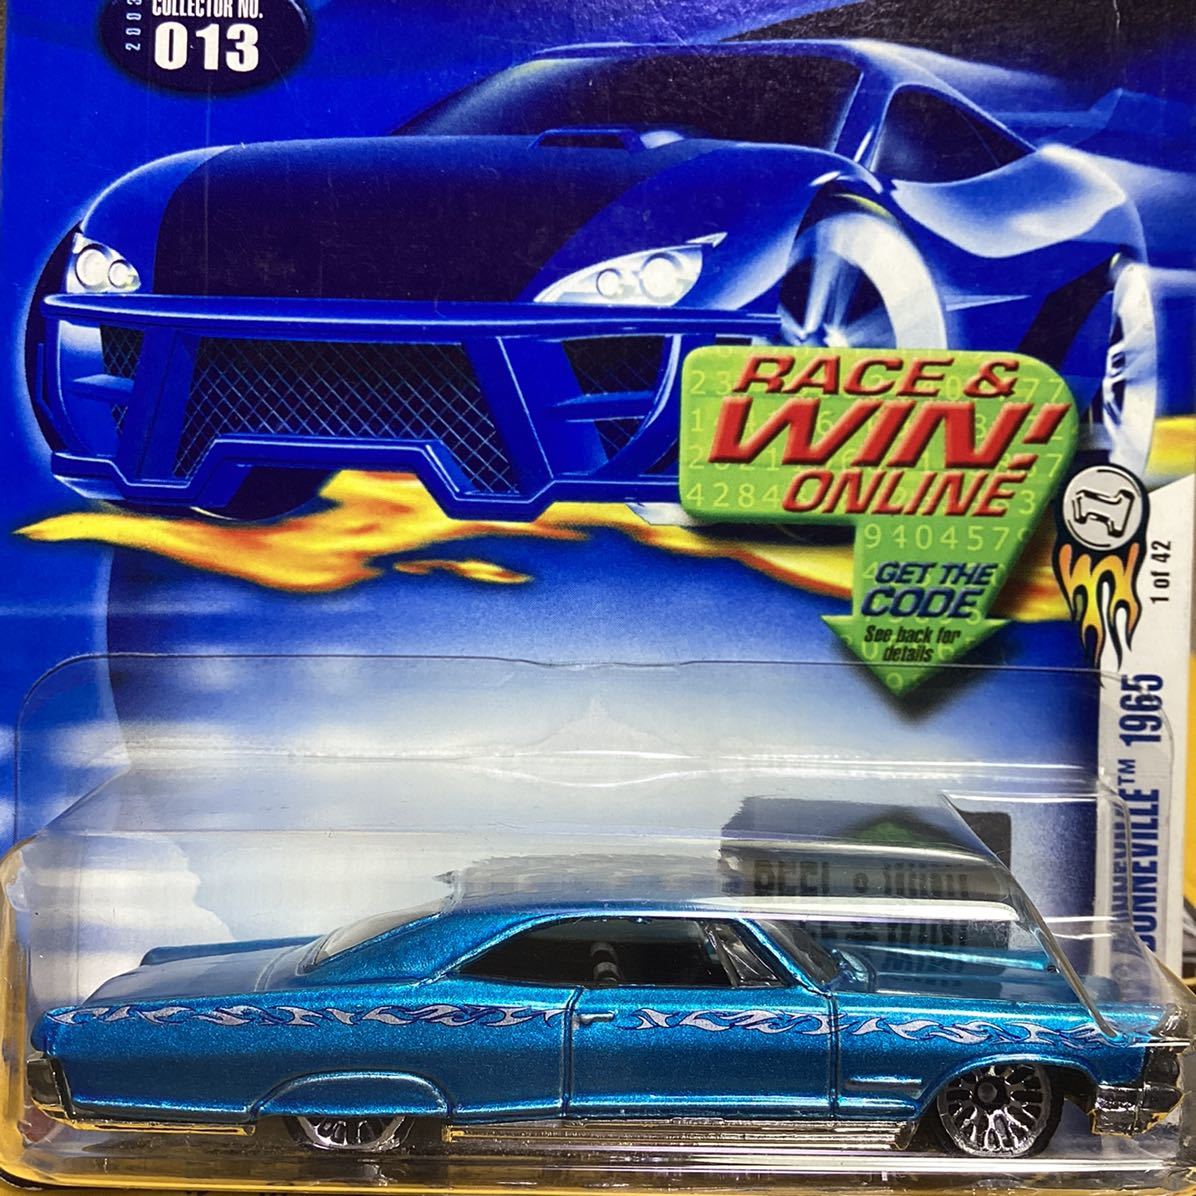 2003
COLLECTOR NO.
013
RACE &
WIN!
ONLINE
GET THE
CODE
See back for
details
1 of 42
BONNEVILLE™ 1965